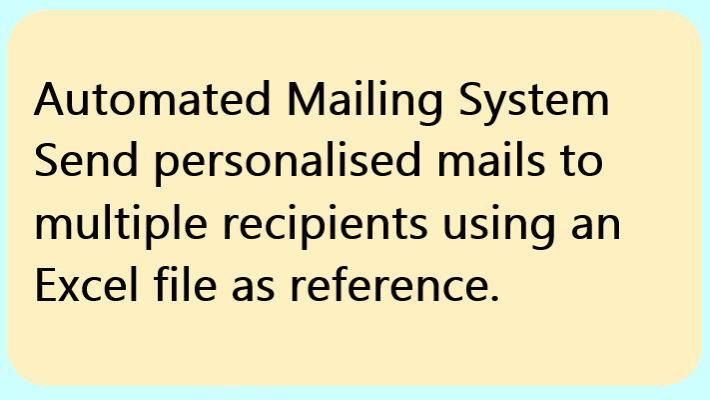 Automated Mailing System
Send personalised mails to
multiple recipients using an
Excel file as reference.